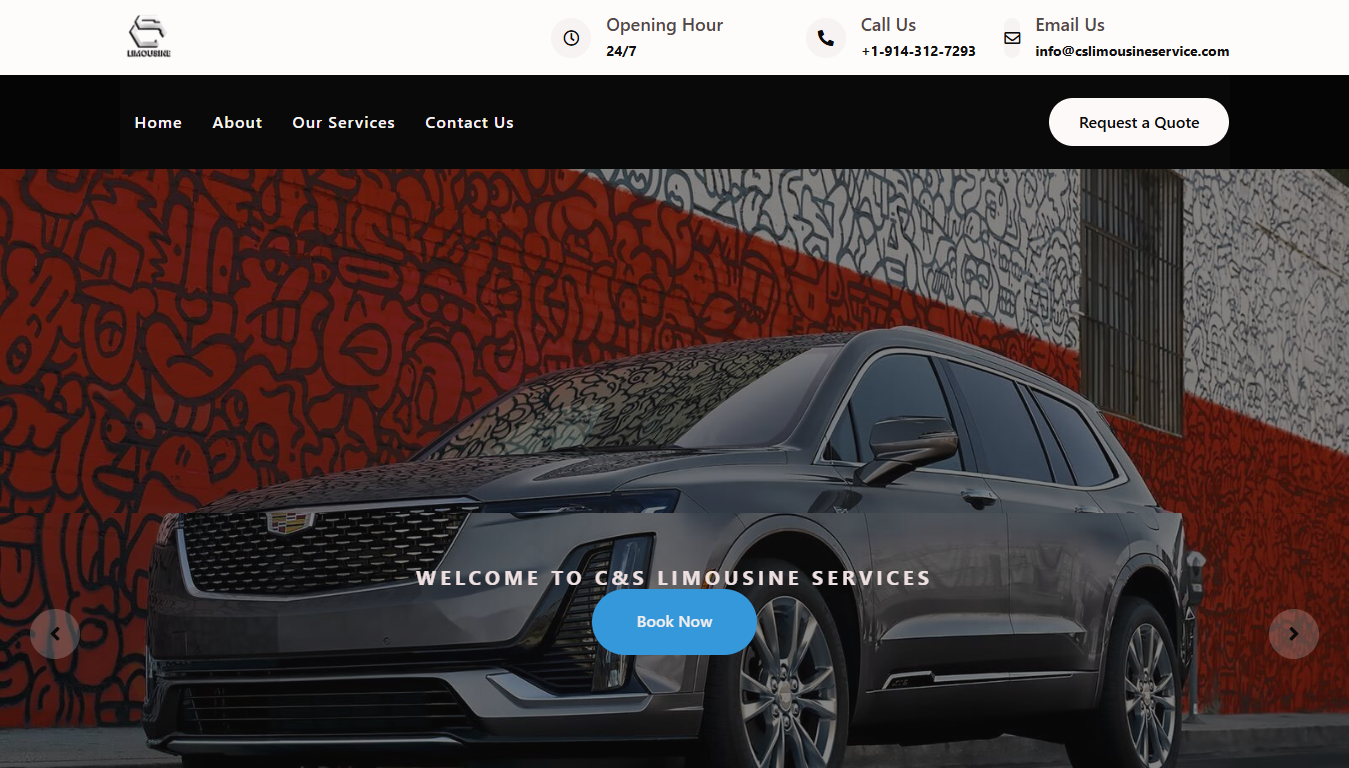 LIMOUSINE
Opening Hour
24/7
Call Us
+1-914-312-7293
Email Us
info@cslimousineservice.com
Home
About
Our Services
Contact Us
Request a Quote
WELCOME TO C&S LIMOUSINE SERVICES
Book Now